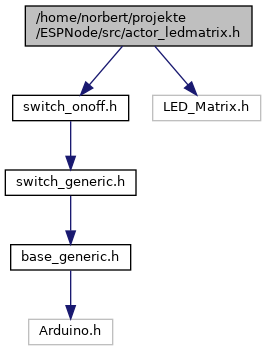 /home/norbert/projekte
/ESPNode/src/actor_ledmatrix.h
switch_onoff.h
LED_Matrix.h
switch_generic.h
base_generic.h
Arduino.h